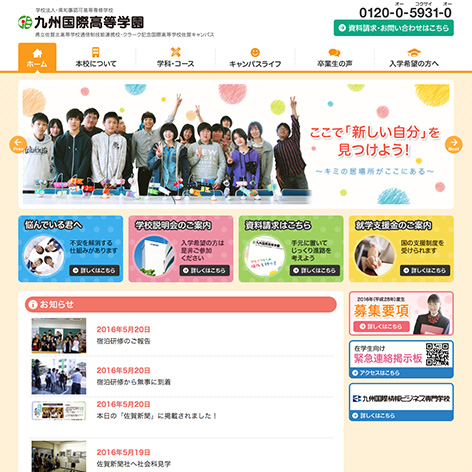 学校法人・県知事認可高等専修学校
九州国際高等学園
県立佐賀北高等学校通信制技能連携校・クラーク記念国際高等学校佐賀キャンパス
オー コクサイ オー
0120-0-5931-0
資料請求・お問い合わせはこちら
ホーム
本校について
学科・コース
キャンパスライフ
卒業生の声
入学希望の方へ
ここで「新しい自分」を
見つけよう!
～キミの居場所がここにある～
Prev
Next
悩んでいる君へ
不安を解消する
仕組みがあります
詳しくはこちら
学校説明会のご案内
入学希望の方は
是非ご参加
ください
詳しくはこちら
資料請求はこちら
手元に置いて
じっくり進路を
考えよう
詳しくはこちら
就学支援金のご案内
国の支援制度を
受けられます
詳しくはこちら
お知らせ
2016年5月20日
宿泊研修のご報告
2016年5月20日
宿泊研修から無事に到着
2016年5月20日
本日の「佐賀新聞」に掲載されました!
2016年5月19日
佐賀新聞社へ社会科見学
2016年(平成28年)度生
募集要項
詳しくはこちら
在学生向け
緊急連絡掲示板
アクセスはこちら
九州国際情報ビジネス専門学校